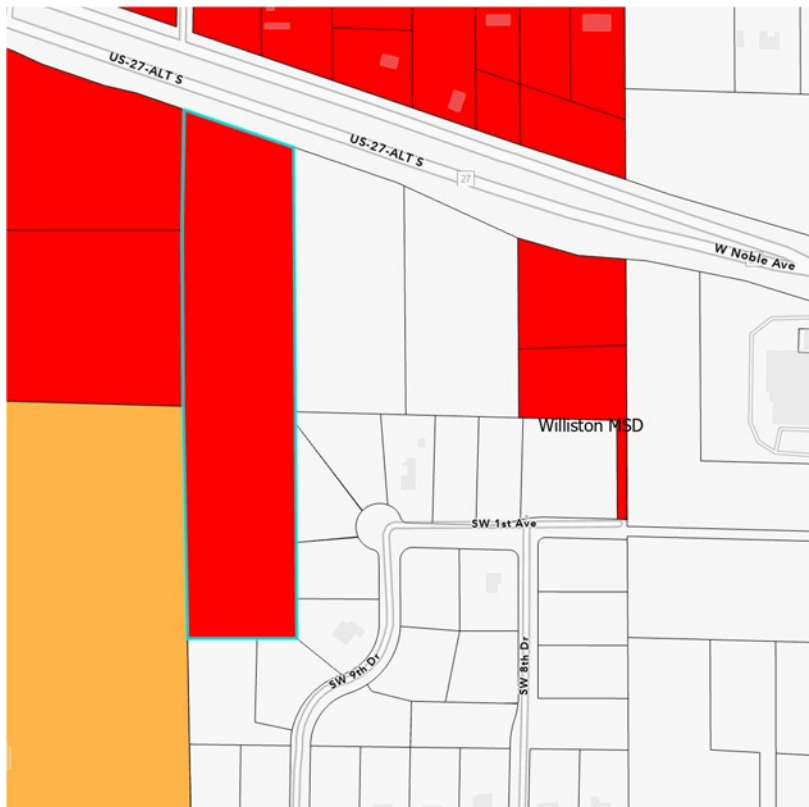 US-27-ALT S
US-27-ALT S
27
W Noble Ave
Williston MSD
SW 1st Ave
SW 9th Dr
SW 8th Dr